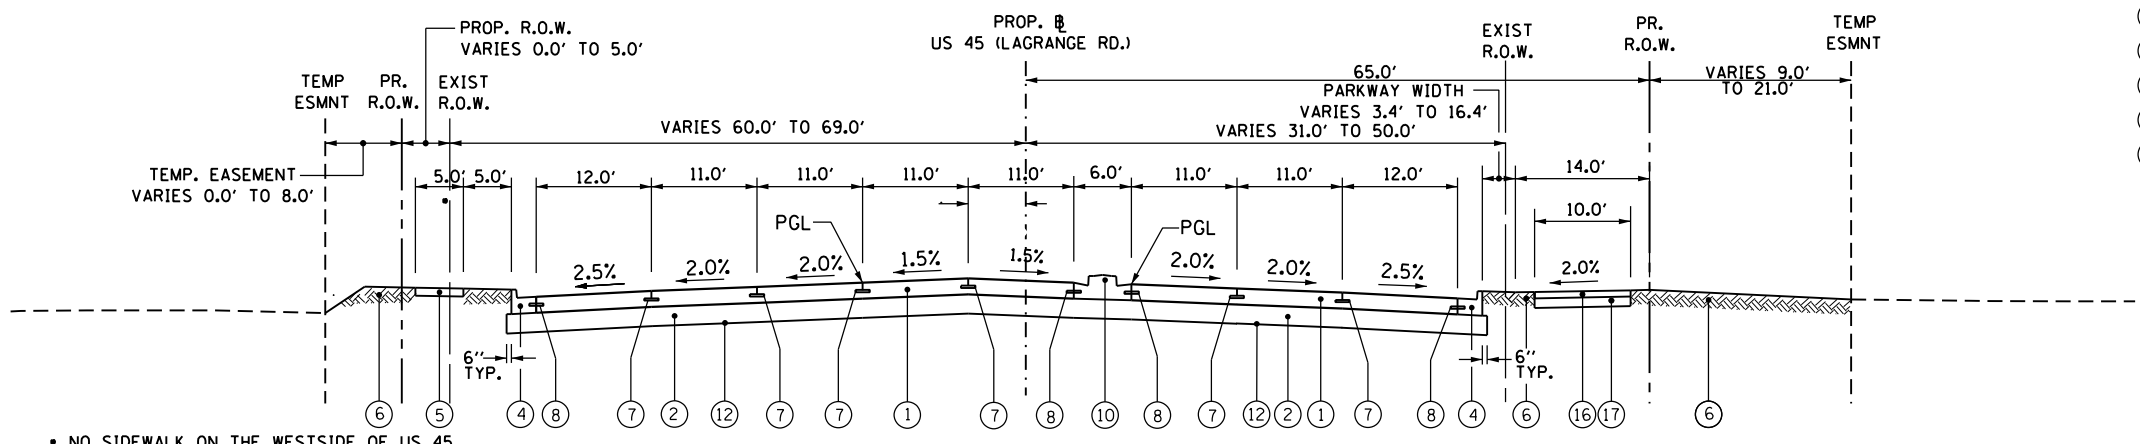 PROP. R.O.W.
VARIES 0.0' TO 5.0'
PROP. ℄
US 45 (LAGRANGE RD.)
EXIST
R.O.W.
PR.
R.O.W.
TEMP
ESMNT
TEMP
ESMNT
PR.
R.O.W.
EXIST
R.O.W.
65.0'
VARIES 9.0'
TO 21.0'
PARKWAY WIDTH
VARIES 3.4' TO 16.4'
VARIES 60.0' TO 69.0'
VARIES 31.0' TO 50.0'
TEMP. EASEMENT
VARIES 0.0' TO 8.0'
5.0' 5.0' 12.0' 11.0' 11.0' 11.0' 11.0' 6.0' 11.0' 11.0' 12.0' 14.0'
10.0'
PGL PGL
2.5% 2.0% 2.0% 1.5% 1.5% 2.0% 2.0% 2.5% 2.0%
6''
TYP.
6''
TYP.
6 5 4 8 7 2 12 7 7 1 7 8 10 8 7 12 2 1 7 8 4 6 16 17 6
• NO SIDEWALK ON THE WESTSIDE OF US 45